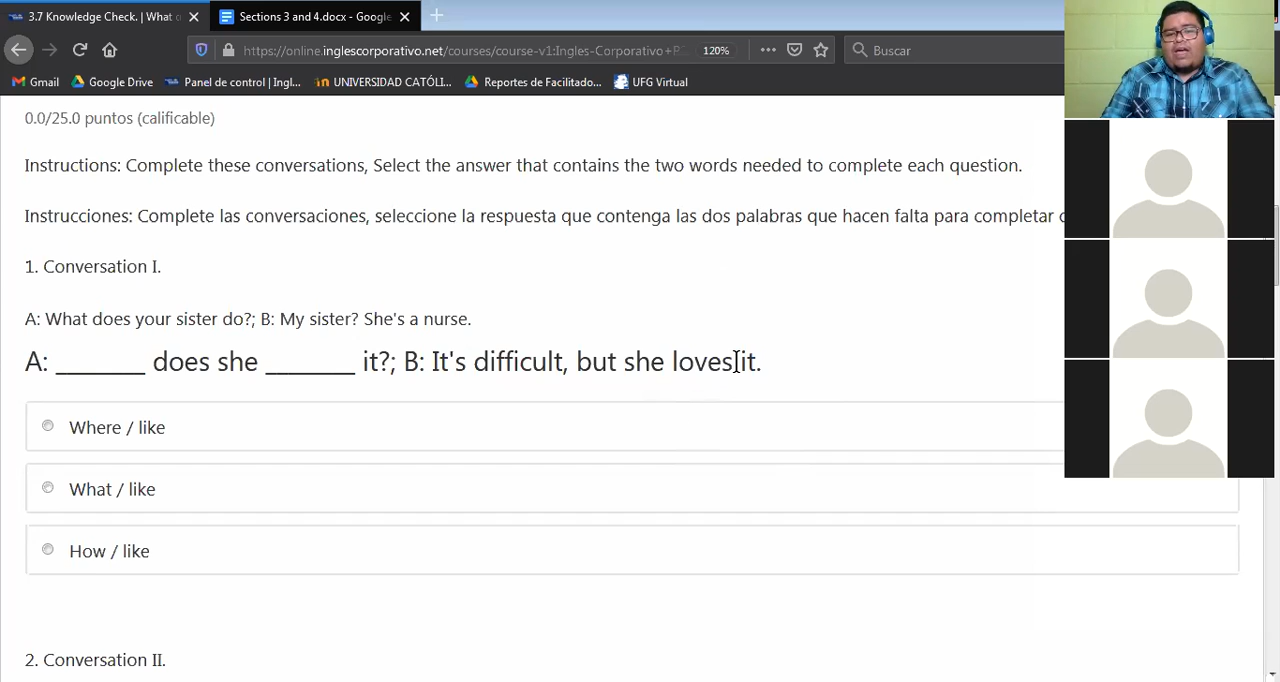 3.7 Knowledge Check. | What c
Sections 3 and 4.docx - Google
https://online.inglescorporativo.net/courses/course-v1:Ingles-Corporativo+P
120%
Buscar
Gmail
Google Drive
Panel de control | Ingl...
UNIVERSIDAD CATÓLI...
Reportes de Facilitado...
UFG Virtual
0.0/25.0 puntos (calificable)
Instructions: Complete these conversations, Select the answer that contains the two words needed to complete each question.
Instrucciones: Complete las conversaciones, seleccione la respuesta que contenga las dos palabras que hacen falta para completar c
1. Conversation I.
A: What does your sister do?; B: My sister? She's a nurse.
A: _______ does she _______ it?; B: It's difficult, but she loves it.
Where / like
What / like
How / like
2. Conversation II.